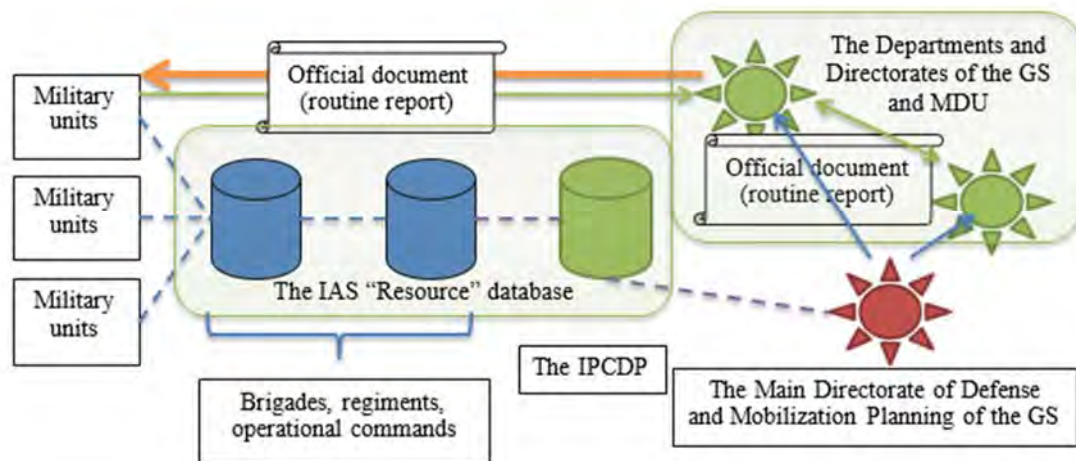 Military
units
Official document
(routine report)
The Departments and
Directorates of the GS
and MDU
Official document
(routine report)
Military
units
Military
units
The IAS “Resource” database
The IPCDP
Brigades, regiments,
operational commands
The Main Directorate of Defense
and Mobilization Planning of the GS